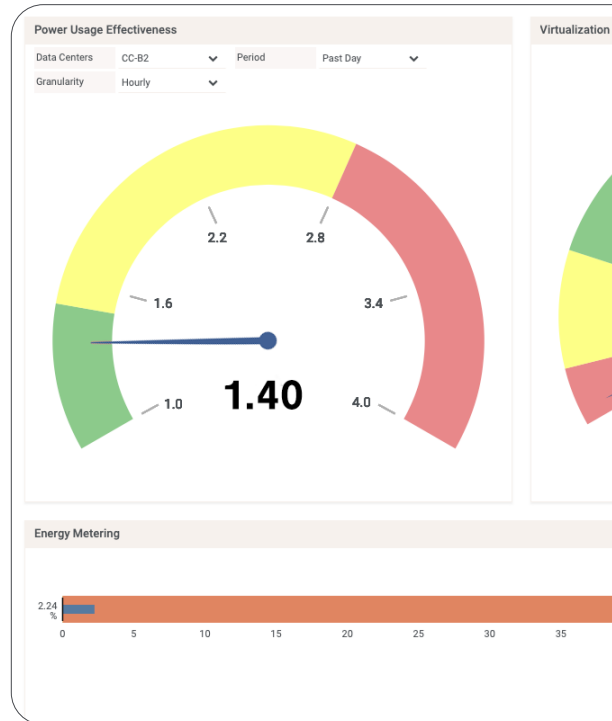 Power Usage Effectiveness
Data Centers CC-B2 Period Past Day
Granularity Hourly
2.2 2.8
1.6 3.4
1.0 1.40 4.0
Virtualization
Energy Metering
2.24
%
0 5 10 15 20 25 30 35